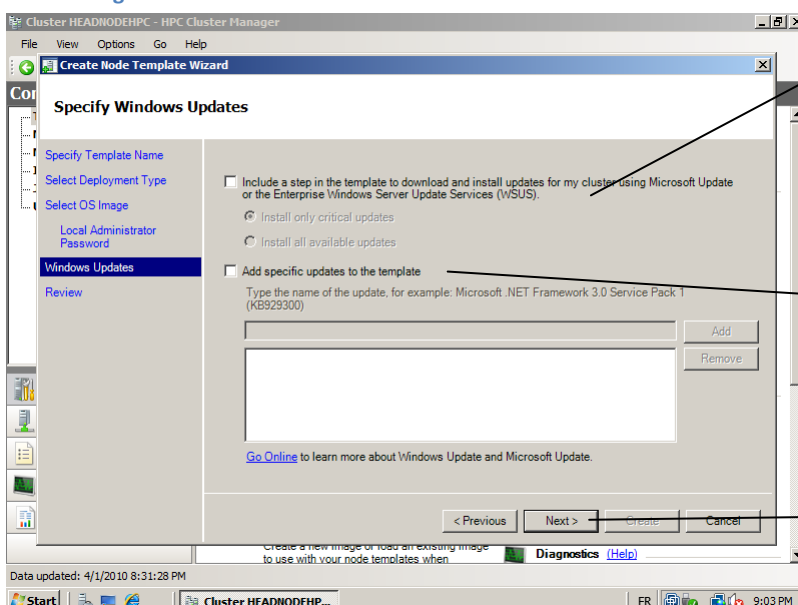 Cluster HEADNODEHPC - HPC Cluster Manager
File View Options Go Help
Create Node Template Wizard
Specify Windows Updates
Specify Template Name
Select Deployment Type
Select OS Image
Local Administrator
Password
Windows Updates
Review
Include a step in the template to download and install updates for my cluster using Microsoft Update
or the Enterprise Windows Server Update Services (WSUS).
Install only critical updates
Install all available updates
Add specific updates to the template
Type the name of the update, for example: Microsoft .NET Framework 3.0 Service Pack 1
(KB929300)
Add
Remove
Go Online to learn more about Windows Update and Microsoft Update.
< Previous Next > Create Cancel
Create a new image or load an existing image
to use with your node templates when
Diagnostics (Help)
Data updated: 4/1/2010 8:31:28 PM
Start Cluster HEADNODEHP... FR 9:03 PM